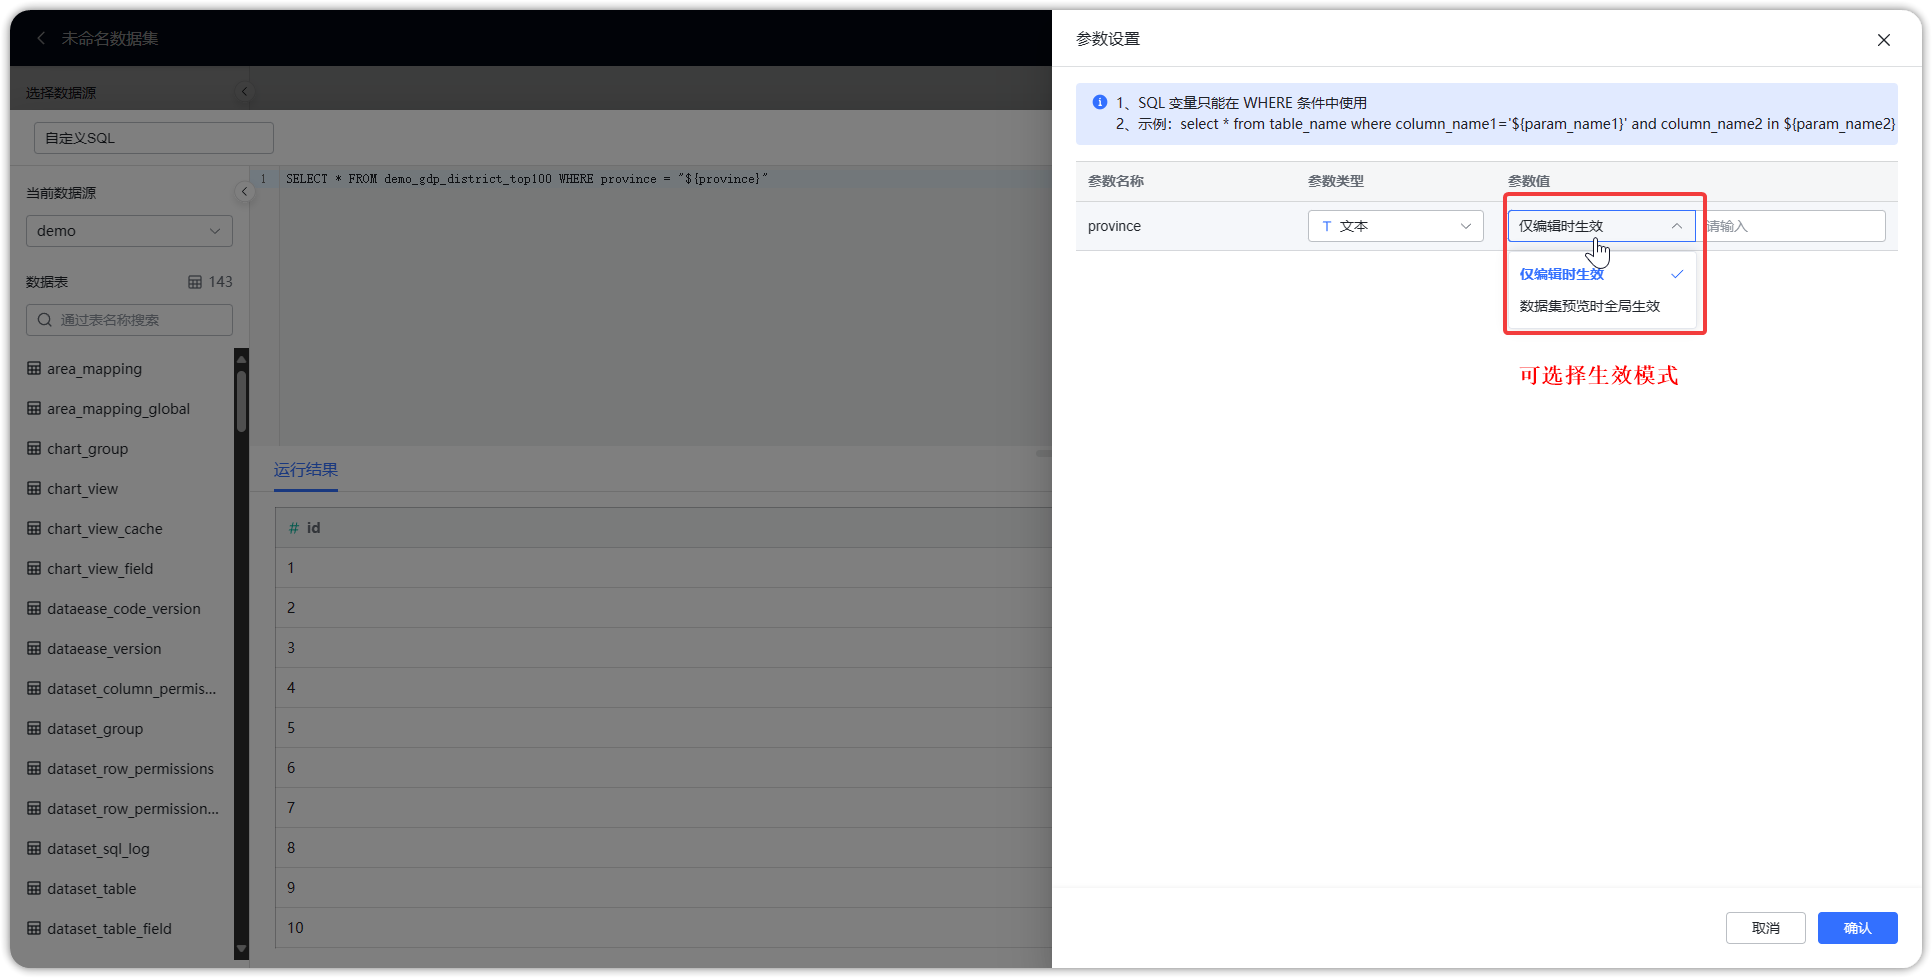 未命名数据集
选择数据源
自定义SQL
当前数据源
demo
数据表
143
通过表名称搜索
area_mapping
area_mapping_global
chart_group
chart_view
chart_view_cache
chart_view_field
dataease_code_version
dataease_version
dataset_column_permis...
dataset_group
dataset_row_permissions
dataset_row_permission...
dataset_sql_log
dataset_table
dataset_table_field
1 SELECT * FROM demo_gdp_district_top100 WHERE province = "${province}"
运行结果
# id
1
2
3
4
5
6
7
8
9
10
参数设置
1、SQL 变量只能在 WHERE 条件中使用
2、示例：select * from table_name where column_name1='${param_name1}' and column_name2 in ${param_name2}
参数名称 参数类型 参数值
province T 文本 仅编辑时生效 请输入
仅编辑时生效
数据集预览时全局生效
可选择生效模式
取消 确认